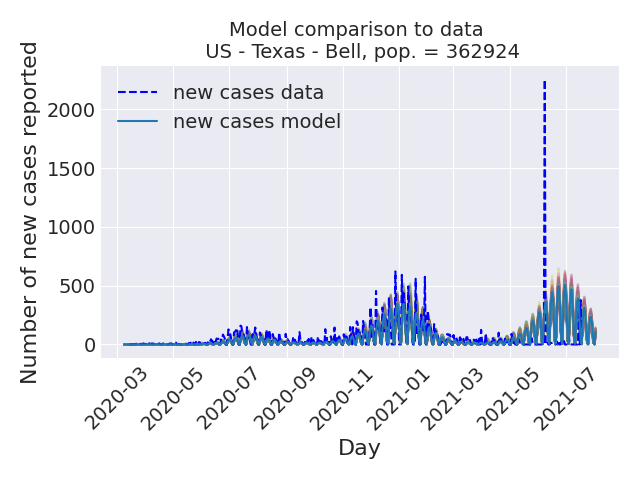 Model comparison to data
US - Texas - Bell, pop. = 362924
Number of new cases reported
new cases data
new cases model
2000
1500
1000
500
0
2020-03
2020-05
2020-07
2020-09
2020-11
2021-01
2021-03
2021-05
2021-07
Day